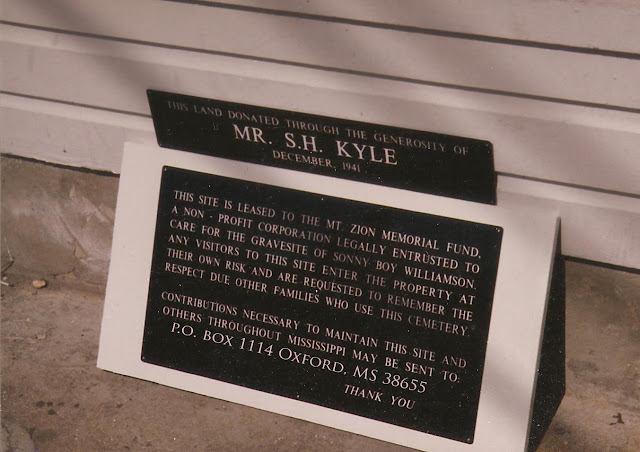 THIS LAND DONATED THROUGH THE GENEROSITY OF
MR. S.H. KYLE
DECEMBER, 1941
THIS SITE IS LEASED TO THE MT. ZION MEMORIAL FUND,
A NON - PROFIT CORPORATION LEGALLY ENTRUSTED TO
CARE FOR THE GRAVESITE OF SONNY BOY WILLIAMSON.
ANY VISITORS TO THIS SITE ENTER THE PROPERTY AT
THEIR OWN RISK AND ARE REQUESTED TO REMEMBER THE
RESPECT DUE OTHER FAMILIES WHO USE THIS CEMETERY.
CONTRIBUTIONS NECESSARY TO MAINTAIN THIS SITE AND
OTHERS THROUGHOUT MISSISSIPPI MAY BE SENT TO:
P.O. BOX 1114 OXFORD, MS 38655
THANK YOU